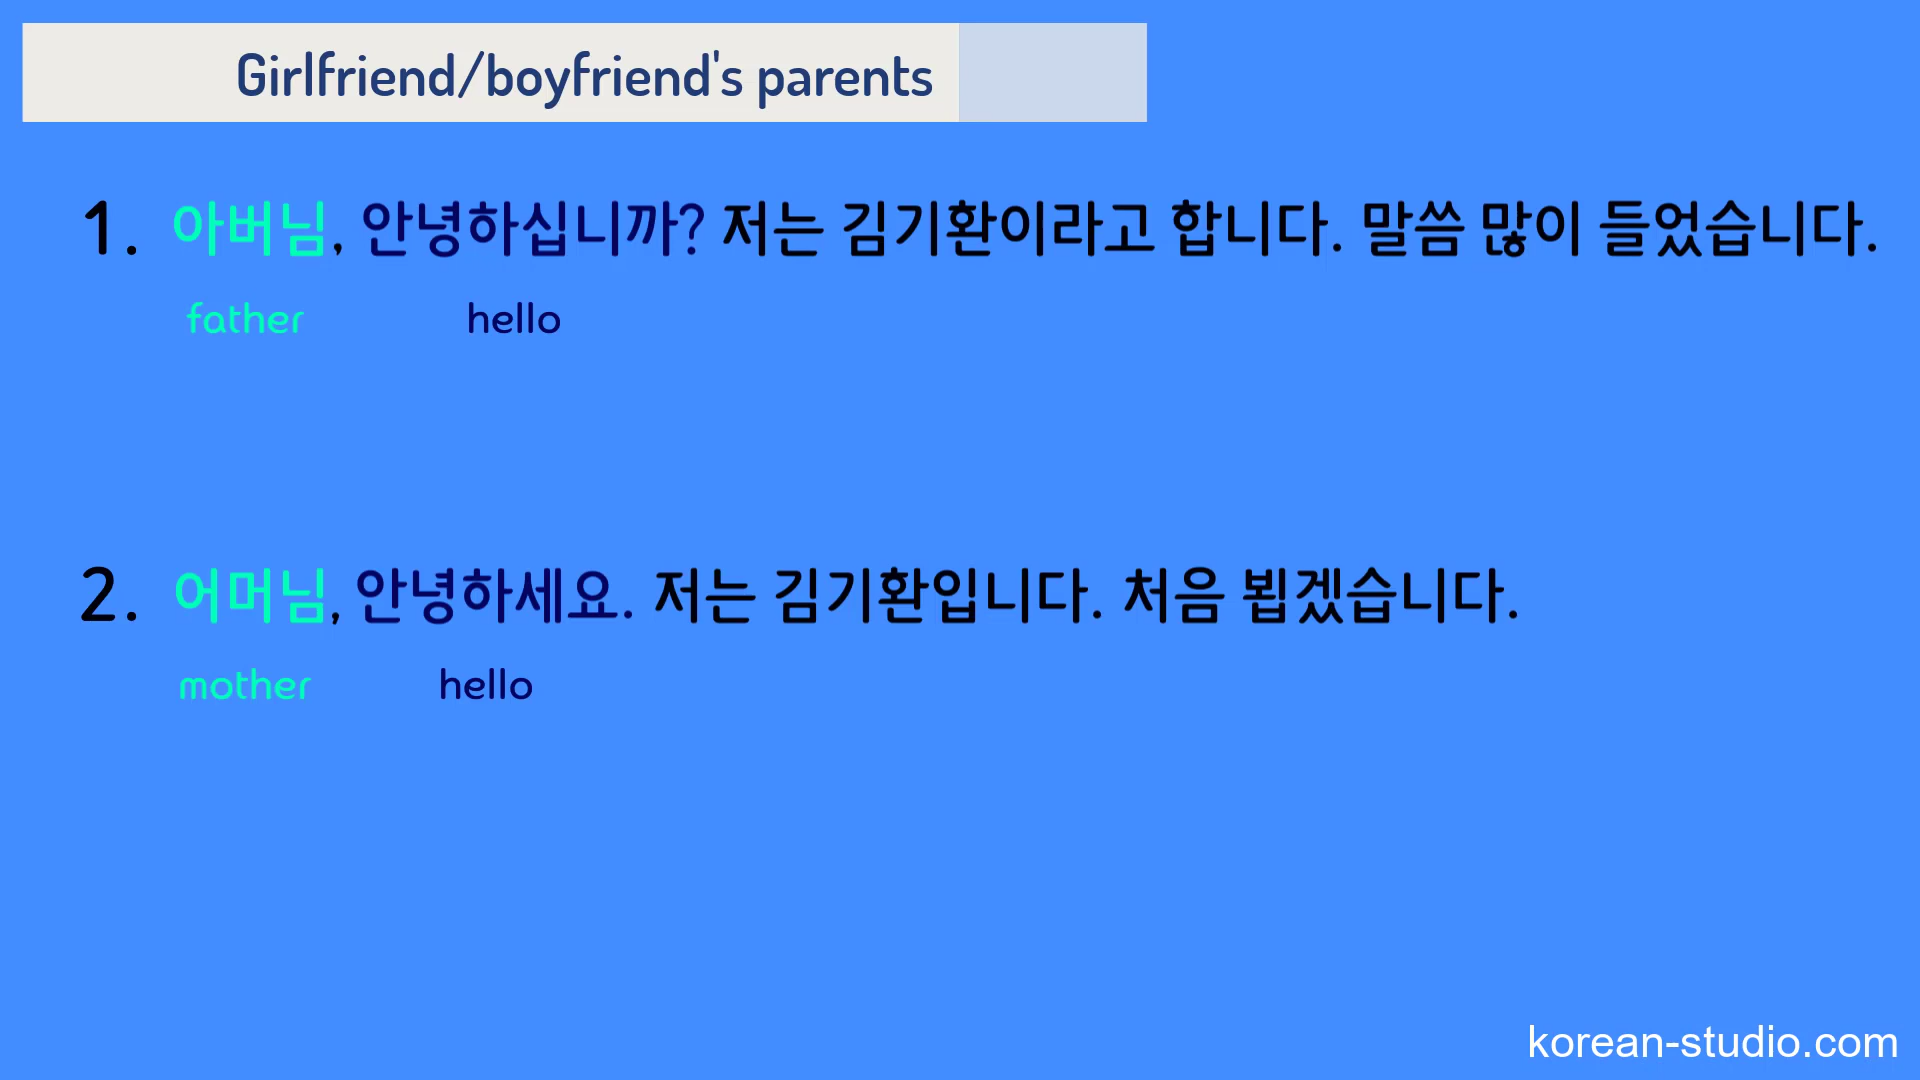 Girlfriend/boyfriend's parents
1. 아버님, 안녕하십니까? 저는 김기환이라고 합니다. 말씀 많이 들었습니다.
father hello
2. 어머님, 안녕하세요. 저는 김기환입니다. 처음 뵙겠습니다.
mother hello
korean-studio.com